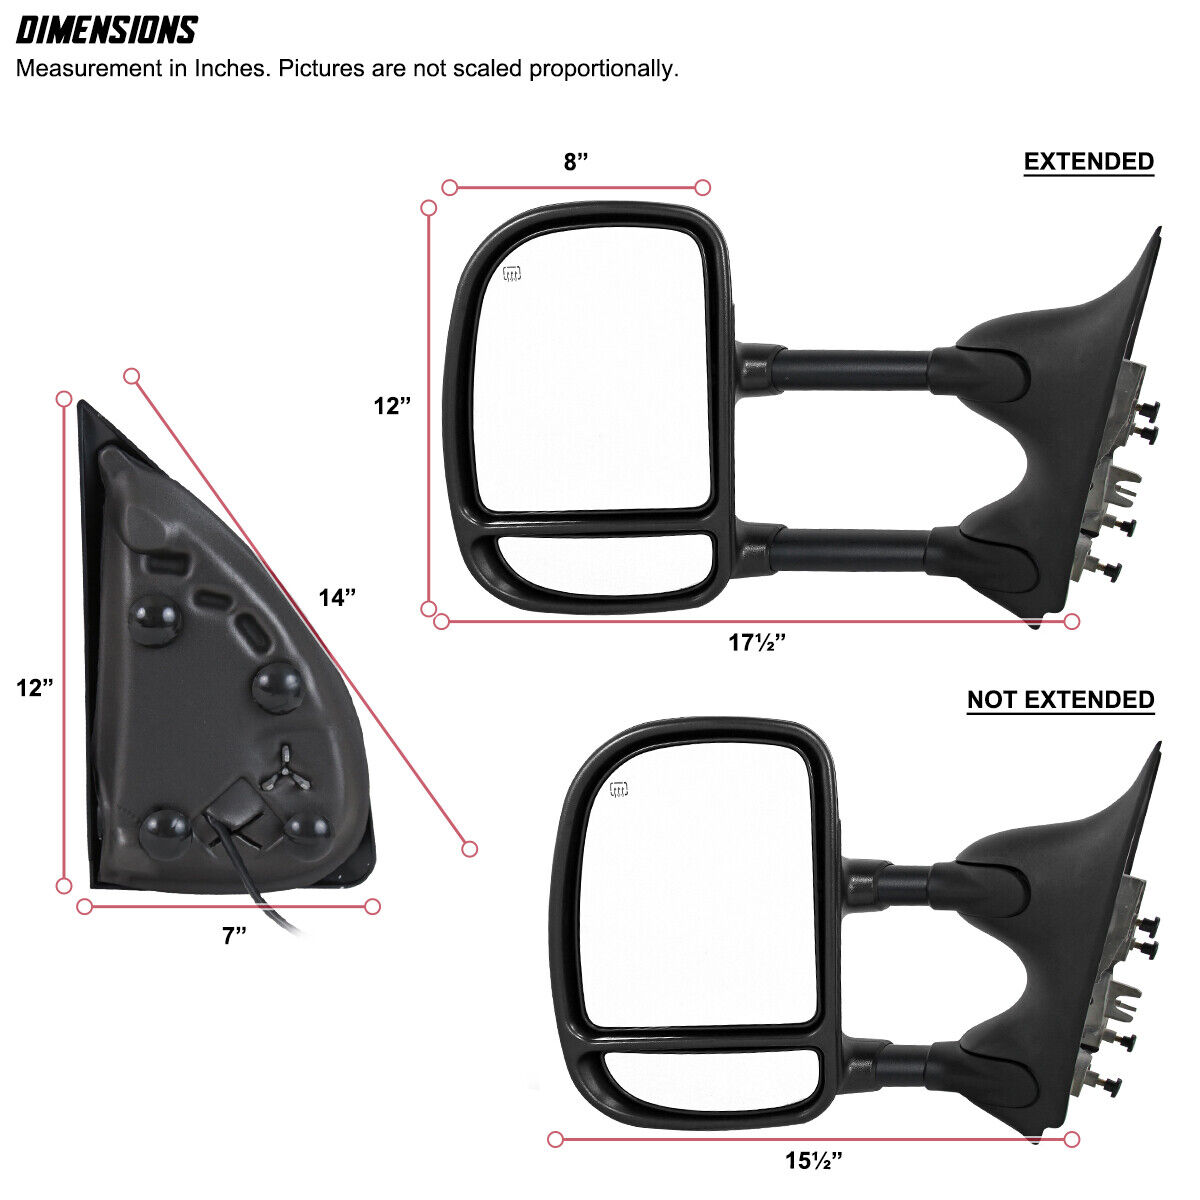 DIMENSIONS
Measurement in Inches. Pictures are not scaled proportionally.
8”
EXTENDED
12”
17½”
14”
12”
7”
NOT EXTENDED
15½”